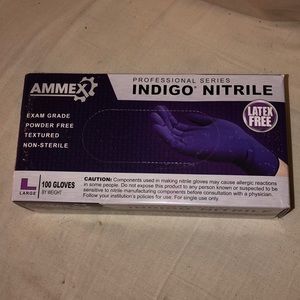 AMMEX
PROFESSIONAL SERIES
INDIGO® NITRILE
LATEX
FREE
EXAM GRADE
POWDER FREE
TEXTURED
NON-STERILE
L
LARGE
100 GLOVES
BY WEIGHT
CAUTION: Components used in making nitrile gloves may cause allergic reactions
in some people. Do not expose this product to any person known or suspected to be
sensitive to nitrile manufacturing components before consultation with a physician.
Follow your institution's policies for use. For single use only.